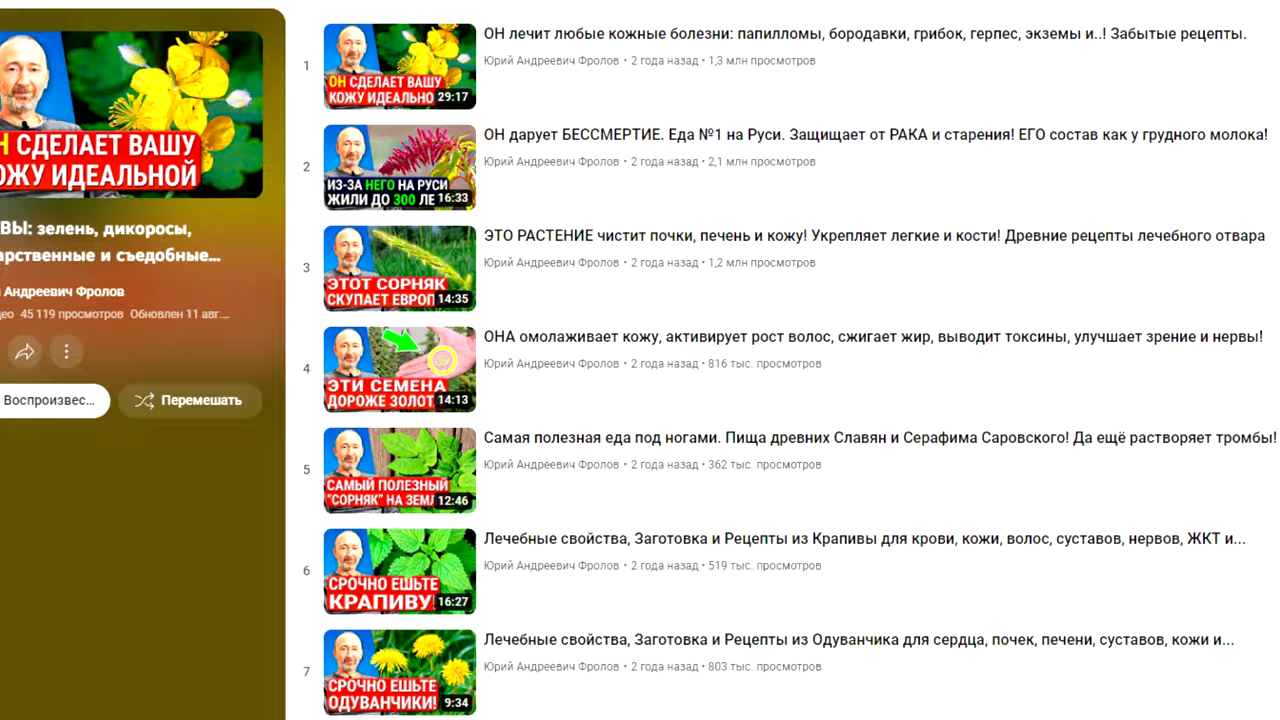 Н СДЕЛАЕТ ВАШУ
ОЖУ ИДЕАЛЬНОЙ
ВЫ: зелень, дикоросы,
арственные и съедобные...
Андреевич Фролов
ео 45 119 просмотров Обновлен 11 авг....
Воспроизвес...
Перемешать
1
ОН СДЕЛАЕТ ВАШУ
КОЖУ ИДЕАЛЬНО
29:17
ОН лечит любые кожные болезни: папилломы, бородавки, грибок, герпес, экземы и..! Забытые рецепты.
Юрий Андреевич Фролов • 2 года назад • 1,3 млн просмотров
2
ИЗ-ЗА НЕГО НА РУСИ
ЖИЛИ ДО 300 ЛЕ
16:33
ОН дарует БЕССМЕРТИЕ. Еда №1 на Руси. Защищает от РАКА и старения! ЕГО состав как у грудного молока!
Юрий Андреевич Фролов • 2 года назад • 2,1 млн просмотров
3
ЭТОТ СОРНЯК
СКУПАЕТ ЕВРОП
14:35
ЭТО РАСТЕНИЕ чистит почки, печень и кожу! Укрепляет легкие и кости! Древние рецепты лечебного отвара
Юрий Андреевич Фролов • 2 года назад • 1,2 млн просмотров
4
ЭТИ СЕМЕНА
ДОРОЖЕ ЗОЛОТ
14:13
ОНА омолаживает кожу, активирует рост волос, сжигает жир, выводит токсины, улучшает зрение и нервы!
Юрий Андреевич Фролов • 2 года назад • 816 тыс. просмотров
5
САМЫЙ ПОЛЕЗНЫЙ
"СОРНЯК" НА ЗЕМЛ
12:46
Самая полезная еда под ногами. Пища древних Славян и Серафима Саровского! Да ещё растворяет тромбы!
Юрий Андреевич Фролов • 2 года назад • 362 тыс. просмотров
6
СРОЧНО ЕШЬТЕ
КРАПИВУ!
16:27
Лечебные свойства, Заготовка и Рецепты из Крапивы для крови, кожи, волос, суставов, нервов, ЖКТ и...
Юрий Андреевич Фролов • 2 года назад • 519 тыс. просмотров
7
СРОЧНО ЕШЬТЕ
ОДУВАНЧИКИ!
9:34
Лечебные свойства, Заготовка и Рецепты из Одуванчика для сердца, почек, печени, суставов, кожи и...
Юрий Андреевич Фролов • 2 года назад • 803 тыс. просмотров